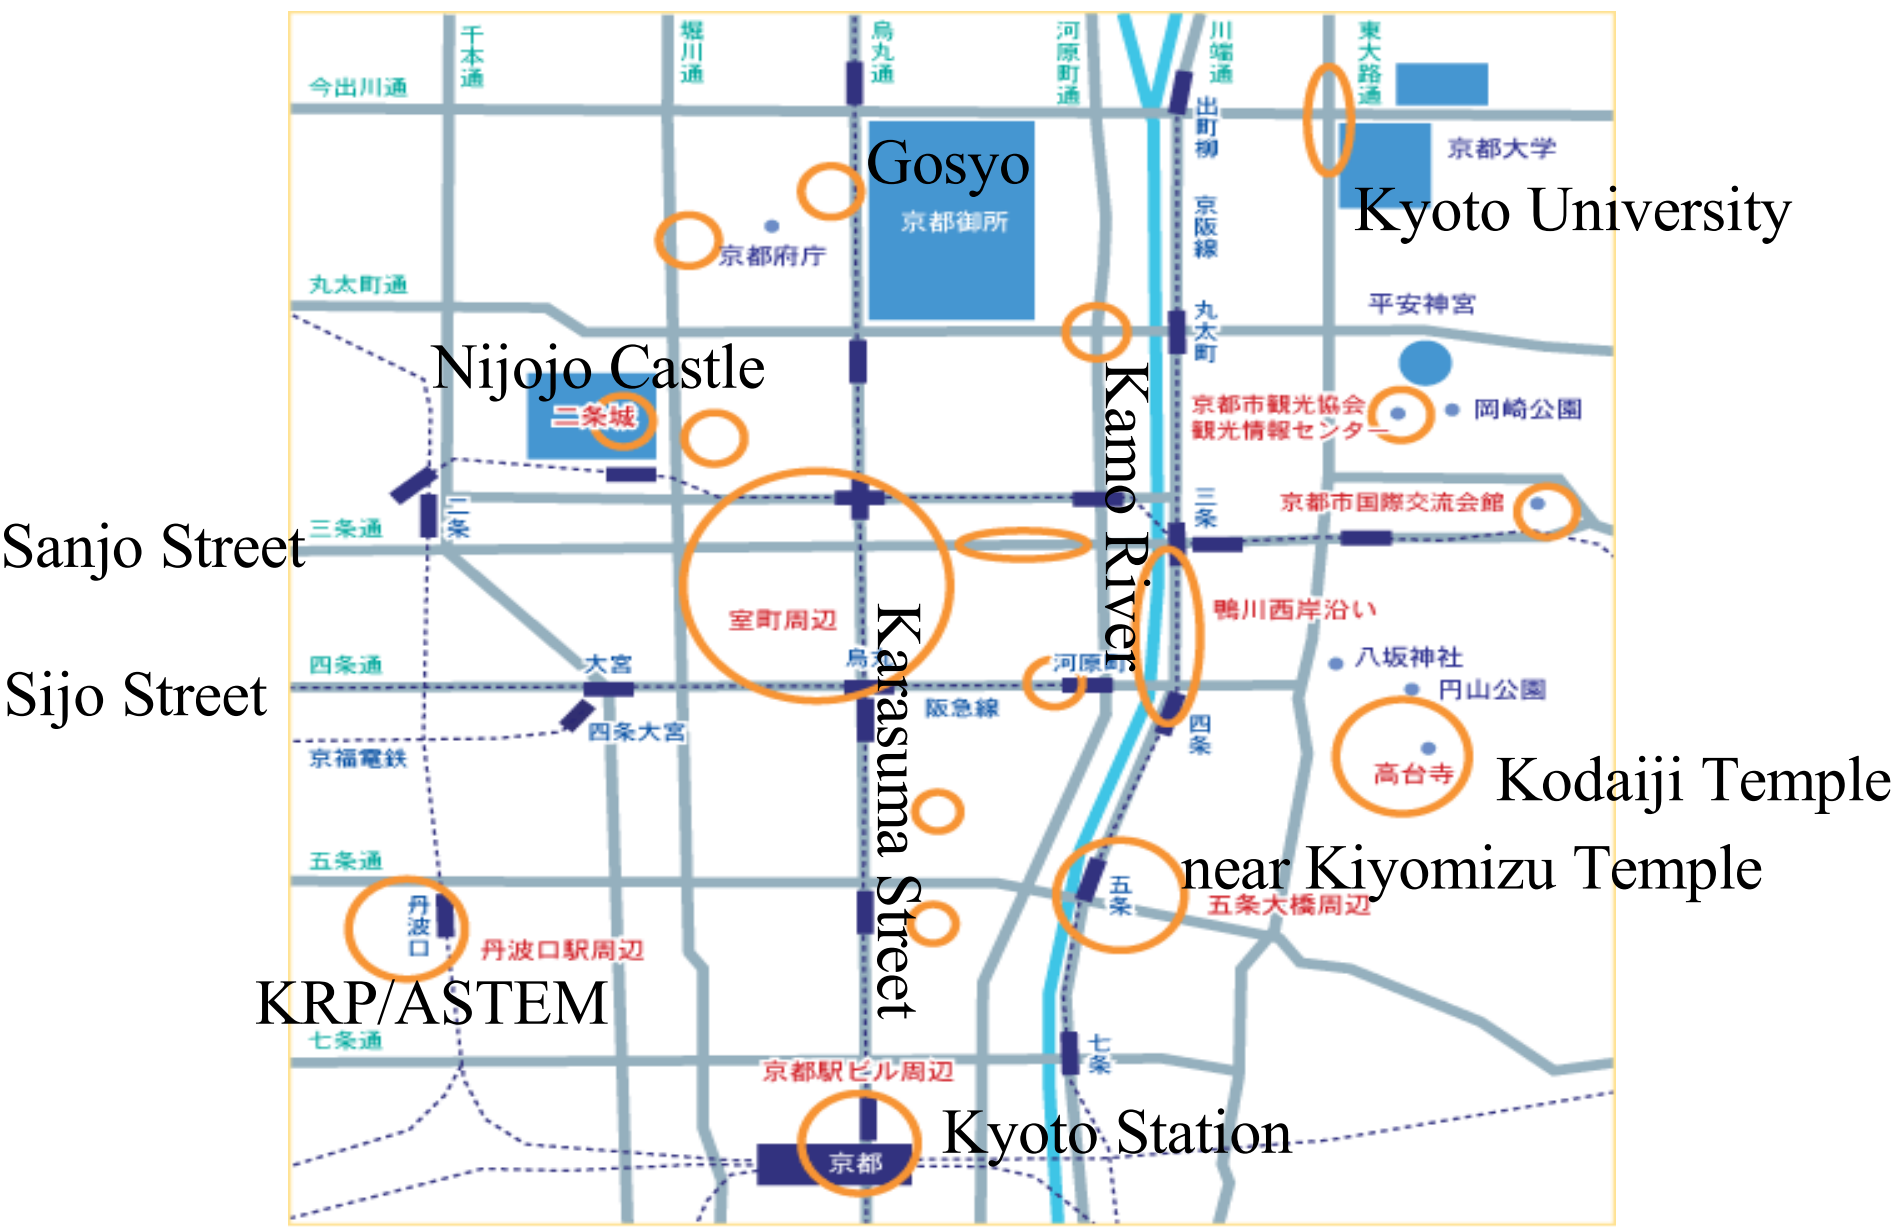 千本通
堀川通
烏丸通
河原町通
川端通
東大路通
今出川通
出町柳
京都大学
Kyoto University
Gosyo
京都御所
京都府庁
京阪線
丸太町通
丸太町
平安神宮
Nijojo Castle
二条城
京都市観光協会
観光情報センター
岡崎公園
Kamo River
二条
三条
京都市国際交流会館
Sanjo Street
三条通
室町周辺
鴨川西岸沿い
Karasuma Street
Sijo Street
四条通
大宮
烏丸
河原町
八坂神社
円山公園
阪急線
四条大宮
四条
京福電鉄
高台寺
Kodaiji Temple
near Kiyomizu Temple
五条通
五条
五条大橋周辺
丹波口
丹波口駅周辺
KRP/ASTEM
七条通
七条
京都駅ビル周辺
Kyoto Station
京都